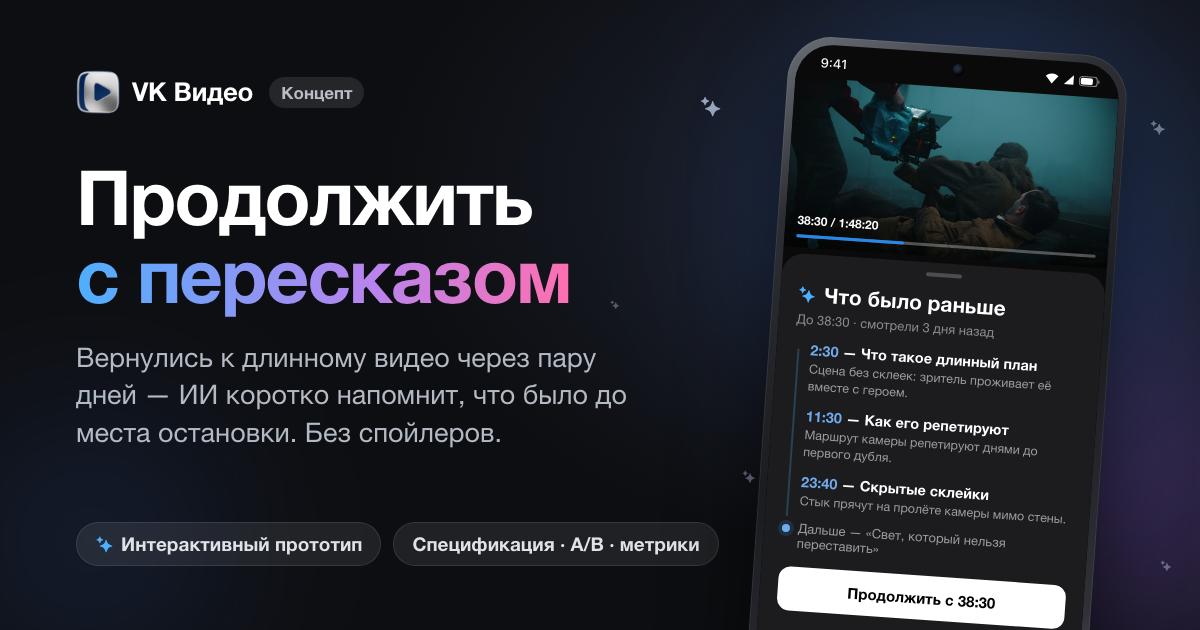 VK Видео
Концепт
Продолжить
с пересказом
Вернулись к длинному видео через пару
дней — ИИ коротко напомнит, что было до
места остановки. Без спойлеров.
Интерактивный прототип
Спецификация · A/B · метрики
9:41
38:30 / 1:48:20
Что было раньше
До 38:30 · смотрели 3 дня назад
2:30 — Что такое длинный план
Сцена без склеек: зритель проживает её
вместе с героем.
11:30 — Как его репетируют
Маршрут камеры репетируют днями до
первого дубля.
23:40 — Скрытые склейки
Стык прячут на пролёте камеры мимо стены.
Дальше — «Свет, который нельзя
переставить»
Продолжить с 38:30